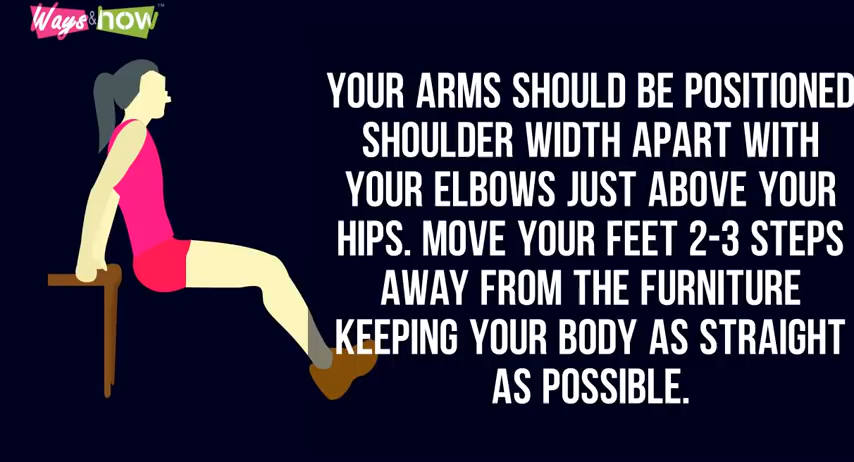 Ways&how™
YOUR ARMS SHOULD BE POSITIONED
SHOULDER WIDTH APART WITH
YOUR ELBOWS JUST ABOVE YOUR
HIPS. MOVE YOUR FEET 2-3 STEPS
AWAY FROM THE FURNITURE
KEEPING YOUR BODY AS STRAIGHT
AS POSSIBLE.